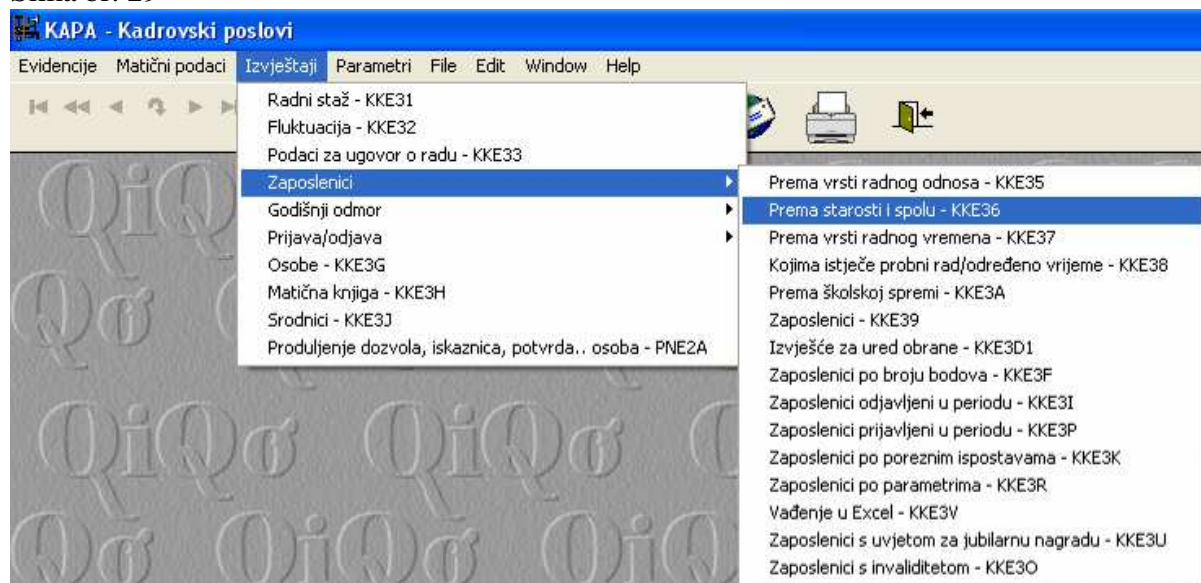 KAPA - Kadrovski poslovi
Evidencije Matični podaci Izvještaji Parametri File Edit Window Help
Radni staž - KKE31
Fluktuacija - KKE32
Podaci za ugovor o radu - KKE33
Zaposlenici
Godišnji odmor
Prijava/odjava
Osobe - KKE3G
Matična knjiga - KKE3H
Srodnici - KKE3J
Produljenje dozvola, iskaznica, potvrda.. osoba - PNE2A
Prema vrsti radnog odnosa - KKE35
Prema starosti i spolu - KKE36
Prema vrsti radnog vremena - KKE37
Kojima istječe probni rad/određeno vrijeme - KKE38
Prema školskoj spremi - KKE3A
Zaposlenici - KKE39
Izvješće za ured obrane - KKE3D1
Zaposlenici po broju bodova - KKE3F
Zaposlenici odjavljeni u periodu - KKE3I
Zaposlenici prijavljeni u periodu - KKE3P
Zaposlenici po poreznim ispostavama - KKE3K
Zaposlenici po parametrima - KKE3R
Vađenje u Excel - KKE3V
Zaposlenici s uvjetom za jubilarnu nagradu - KKE3U
Zaposlenici s invaliditetom - KKE3O